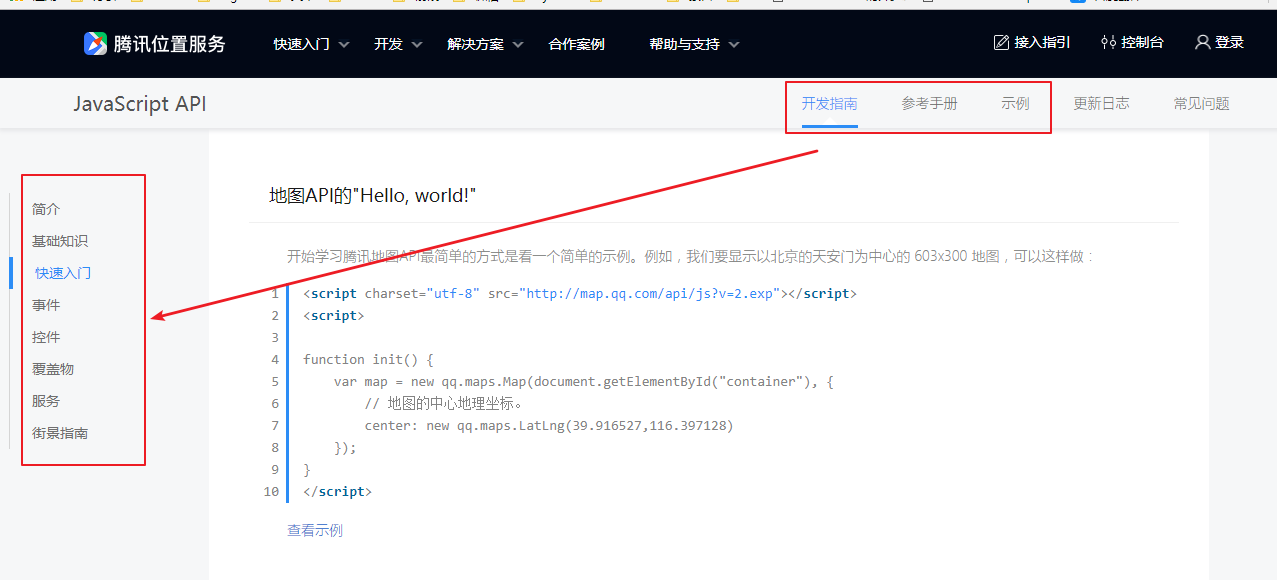 腾讯位置服务 快速入门 开发 解决方案 合作案例 帮助与支持 接入指引 控制台 登录
JavaScript API 开发指南 参考手册 示例 更新日志 常见问题
简介
基础知识
快速入门
事件
控件
覆盖物
服务
街景指南
地图API的"Hello, world!"
开始学习腾讯地图API最简单的方式是看一个简单的示例。例如，我们要显示以北京的天安门为中心的 603x300 地图，可以这样做：
1 <script charset="utf-8" src="http://map.qq.com/api/js?v=2.exp"></script>
2 <script>
3
4 function init() {
5 var map = new qq.maps.Map(document.getElementById("container"), {
6 // 地图的中心地理坐标。
7 center: new qq.maps.LatLng(39.916527,116.397128)
8 });
9 }
10 </script>
查看示例